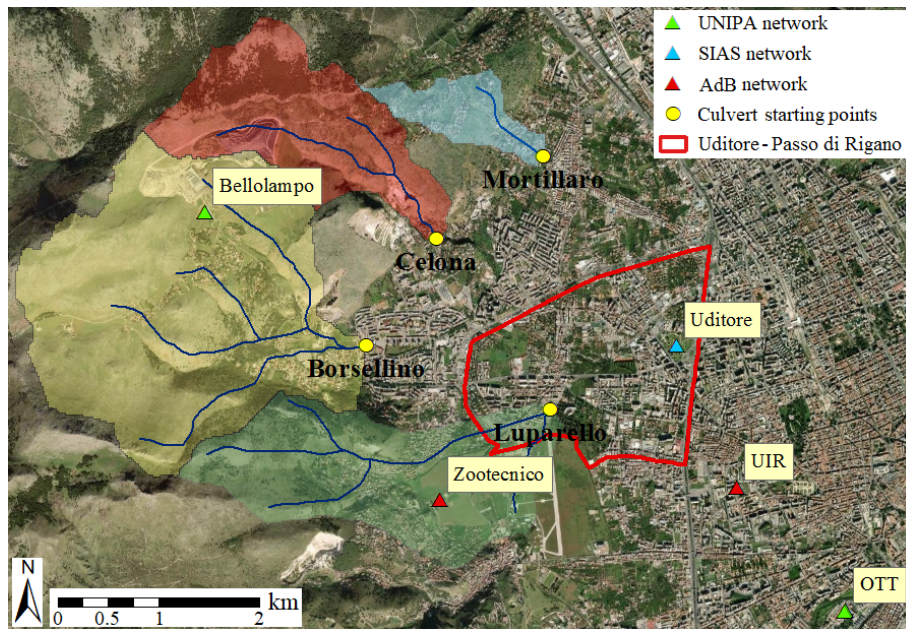 UNIPA network
SIAS network
AdB network
Culvert starting points
Uditore - Passo di Rigano
Mortillaro
Bellolampo
Celona
Uditore
Borsellino
Luparello
Zootecnico
UIR
OTT
N
km
0 0.5 1 2